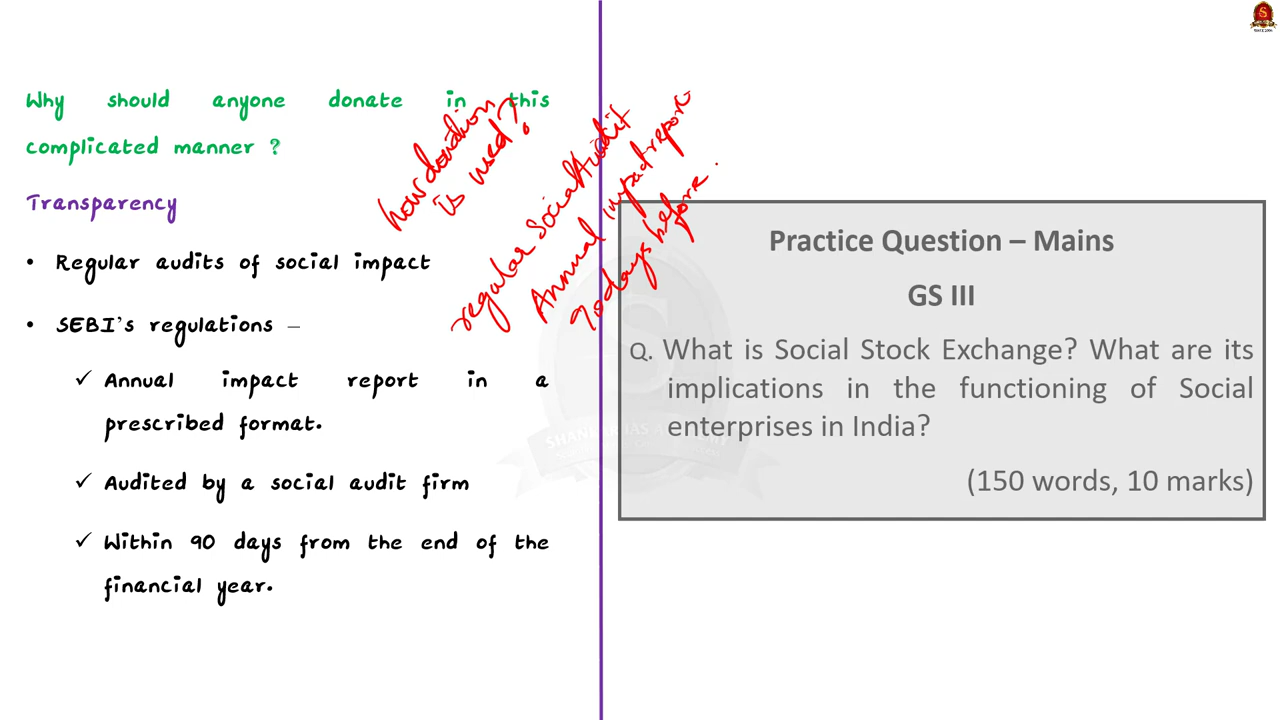 Why should anyone donate in this
complicated manner ?
Transparency
• Regular audits of social impact
• SEBI's regulations –
✓ Annual impact report in a
prescribed format.
✓ Audited by a social audit firm
✓ Within 90 days from the end of the
financial year.
how donation
is used?
regular Social Audit
Annual impact report
90 days before.
Practice Question – Mains
GS III
Q. What is Social Stock Exchange? What are its
implications in the functioning of Social
enterprises in India?
(150 words, 10 marks)
SHANKAR IAS ACADEMY